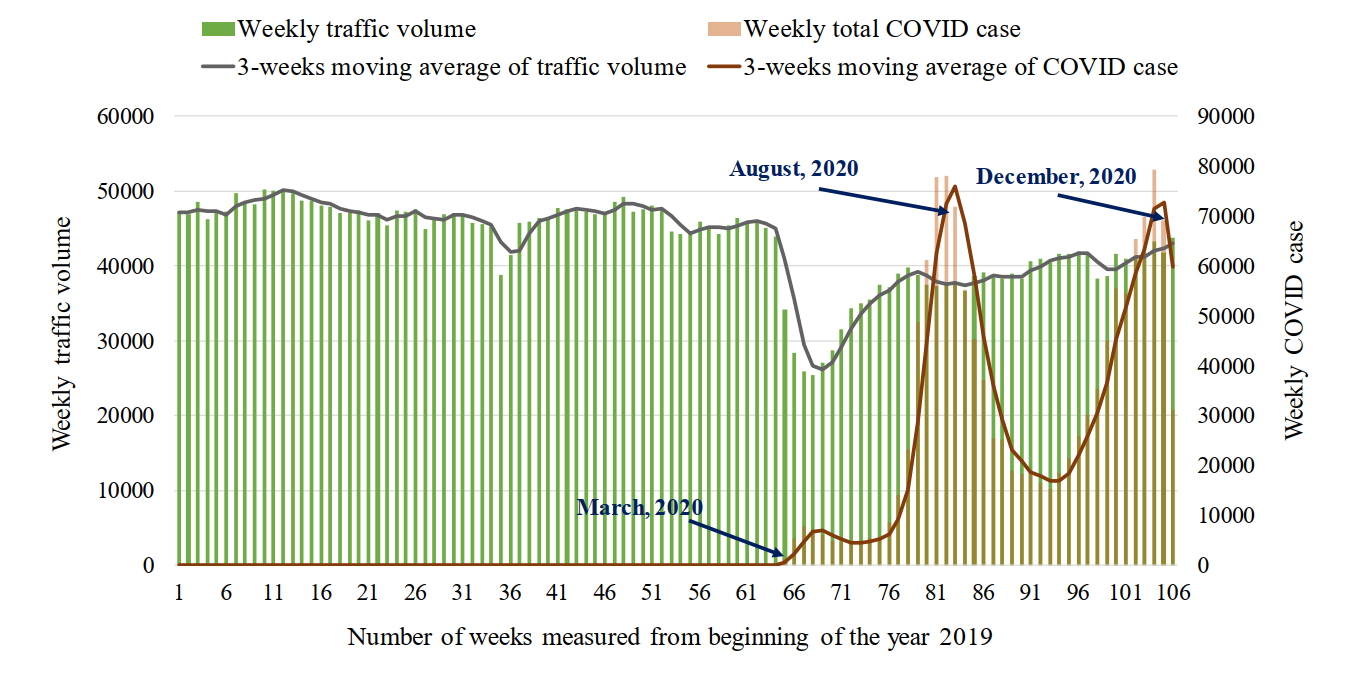 Weekly traffic volume
Weekly total COVID case
3-weeks moving average of traffic volume
3-weeks moving average of COVID case
60000
50000
40000
30000
20000
10000
0
Weekly traffic volume
90000
80000
70000
60000
50000
40000
30000
20000
10000
0
Weekly COVID case
August, 2020
December, 2020
March, 2020
1 6 11 16 21 26 31 36 41 46 51 56 61 66 71 76 81 86 91 96 101 106
Number of weeks measured from beginning of the year 2019